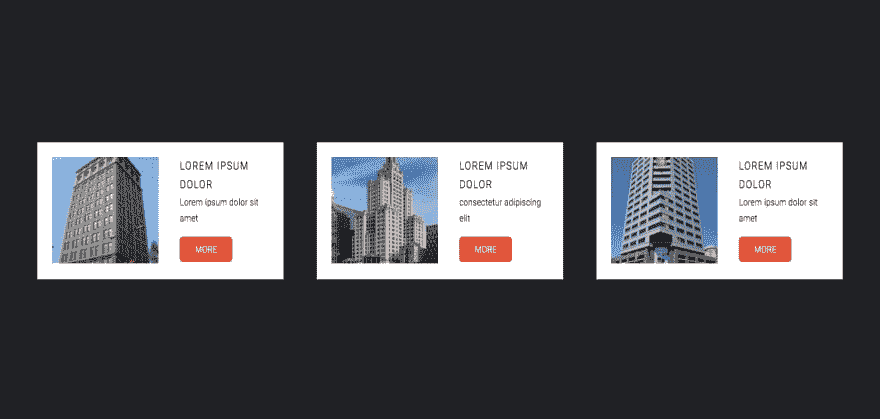 LOREM IPSUM
DOLOR
Lorem ipsum dolor sit
amet
MORE
LOREM IPSUM
DOLOR
consectetur adipiscing
elit
MORE
LOREM IPSUM
DOLOR
Lorem ipsum dolor sit
amet
MORE